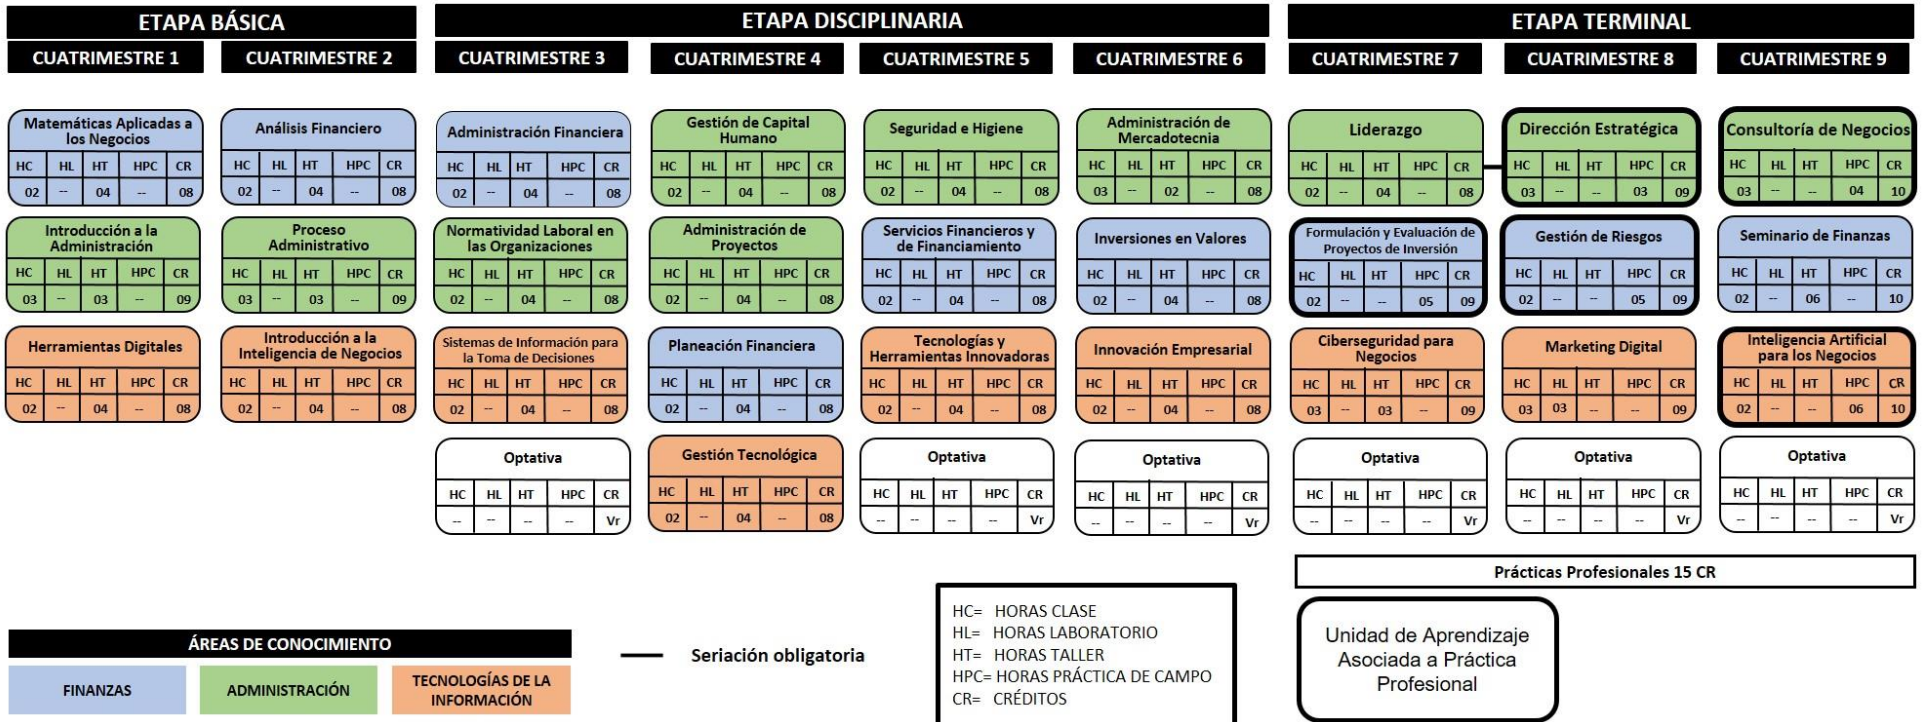 ETAPA BÁSICA
ETAPA DISCIPLINARIA
ETAPA TERMINAL
CUATRIMESTRE 1
CUATRIMESTRE 2
CUATRIMESTRE 3
CUATRIMESTRE 4
CUATRIMESTRE 5
CUATRIMESTRE 6
CUATRIMESTRE 7
CUATRIMESTRE 8
CUATRIMESTRE 9
Matemáticas Aplicadas a
los Negocios
HC HL HT HPC CR
02 -- 04 -- 08
Análisis Financiero
HC HL HT HPC CR
02 -- 04 -- 08
Administración Financiera
HC HL HT HPC CR
02 -- 04 -- 08
Gestión de Capital
Humano
HC HL HT HPC CR
02 -- 04 -- 08
Seguridad e Higiene
HC HL HT HPC CR
02 -- 04 -- 08
Administración de
Mercadotecnia
HC HL HT HPC CR
03 -- 02 -- 08
Liderazgo
HC HL HT HPC CR
02 -- 04 -- 08
Dirección Estratégica
HC HL HT HPC CR
03 -- -- 03 09
Consultoría de Negocios
HC HL HT HPC CR
03 -- -- 04 10
Introducción a la
Administración
HC HL HT HPC CR
03 -- 03 -- 09
Proceso
Administrativo
HC HL HT HPC CR
03 -- 03 -- 09
Normatividad Laboral en
las Organizaciones
HC HL HT HPC CR
02 -- 04 -- 08
Administración de
Proyectos
HC HL HT HPC CR
02 -- 04 -- 08
Servicios Financieros y
de Financiamiento
HC HL HT HPC CR
02 -- 04 -- 08
Inversiones en Valores
HC HL HT HPC CR
02 -- 04 -- 08
Formulación y Evaluación de
Proyectos de Inversión
HC HL HT HPC CR
02 -- -- 05 09
Gestión de Riesgos
HC HL HT HPC CR
02 -- -- 05 09
Seminario de Finanzas
HC HL HT HPC CR
02 -- 06 -- 10
Herramientas Digitales
HC HL HT HPC CR
02 -- 04 -- 08
Introducción a la
Inteligencia de Negocios
HC HL HT HPC CR
02 -- 04 -- 08
Sistemas de Información para
la Toma de Decisiones
HC HL HT HPC CR
02 -- 04 -- 08
Planeación Financiera
HC HL HT HPC CR
02 -- 04 -- 08
Tecnologías y
Herramientas Innovadoras
HC HL HT HPC CR
02 -- 04 -- 08
Innovación Empresarial
HC HL HT HPC CR
02 -- 04 -- 08
Ciberseguridad para
Negocios
HC HL HT HPC CR
03 -- 03 -- 09
Marketing Digital
HC HL HT HPC CR
03 03 -- -- 09
Inteligencia Artificial
para los Negocios
HC HL HT HPC CR
02 -- -- 06 10
Optativa
HC HL HT HPC CR
-- -- -- -- Vr
Gestión Tecnológica
HC HL HT HPC CR
02 -- 04 -- 08
Optativa
HC HL HT HPC CR
-- -- -- -- Vr
Optativa
HC HL HT HPC CR
-- -- -- -- Vr
Optativa
HC HL HT HPC CR
-- -- -- -- Vr
Optativa
HC HL HT HPC CR
-- -- -- -- Vr
Optativa
HC HL HT HPC CR
-- -- -- -- Vr
Prácticas Profesionales 15 CR
ÁREAS DE CONOCIMIENTO
FINANZAS
ADMINISTRACIÓN
TECNOLOGÍAS DE LA
INFORMACIÓN
Seriación obligatoria
HC= HORAS CLASE
HL= HORAS LABORATORIO
HT= HORAS TALLER
HPC= HORAS PRÁCTICA DE CAMPO
CR= CRÉDITOS
Unidad de Aprendizaje
Asociada a Práctica
Profesional